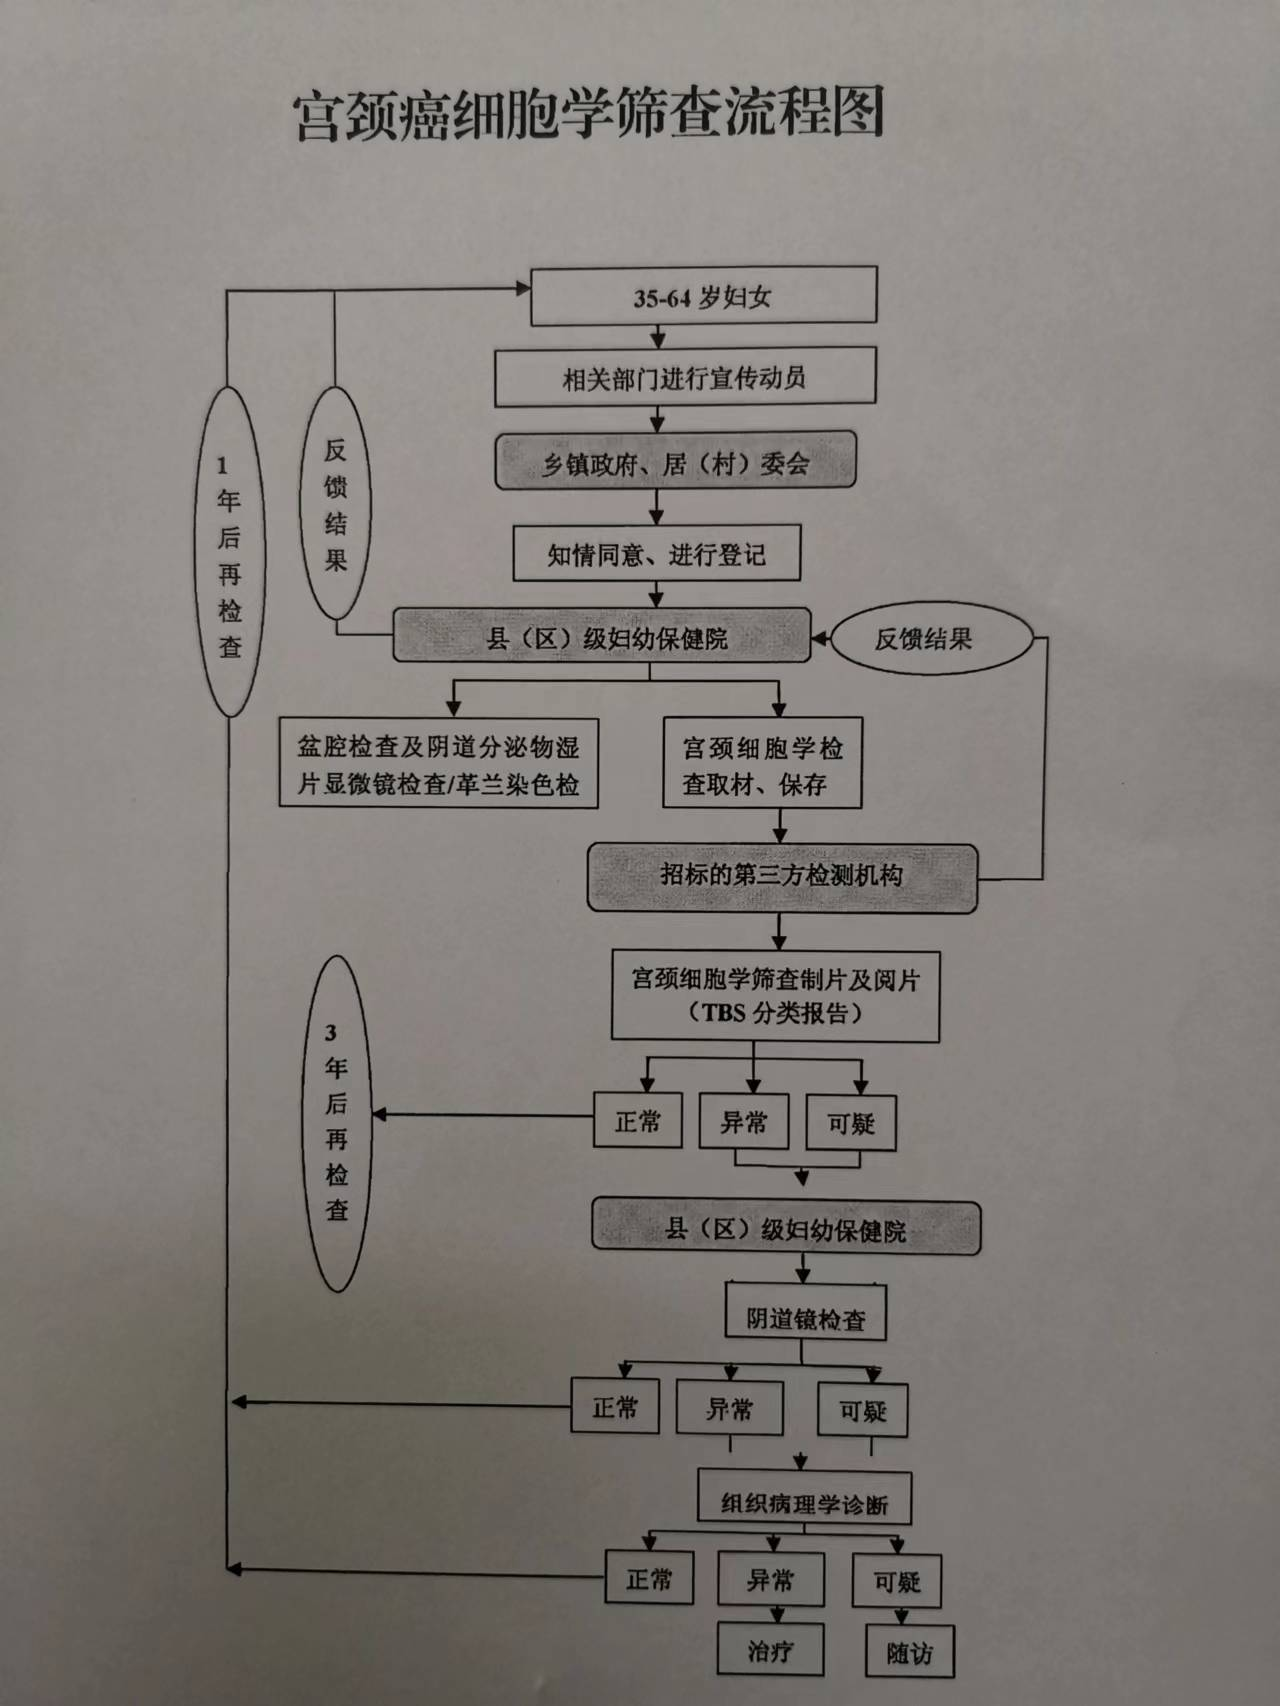 宫颈癌细胞学筛查流程图
35-64 岁妇女
相关部门进行宣传动员
乡镇政府、居（村）委会
知情同意、进行登记
县（区）级妇幼保健院
反馈结果
反馈结果
1年后再检查
盆腔检查及阴道分泌物湿
片显微镜检查/革兰染色检
宫颈细胞学检
查取材、保存
招标的第三方检测机构
宫颈细胞学筛查制片及阅片
（TBS 分类报告）
正常
异常
可疑
3年后再检查
县（区）级妇幼保健院
阴道镜检查
正常
异常
可疑
组织病理学诊断
正常
异常
可疑
治疗
随访